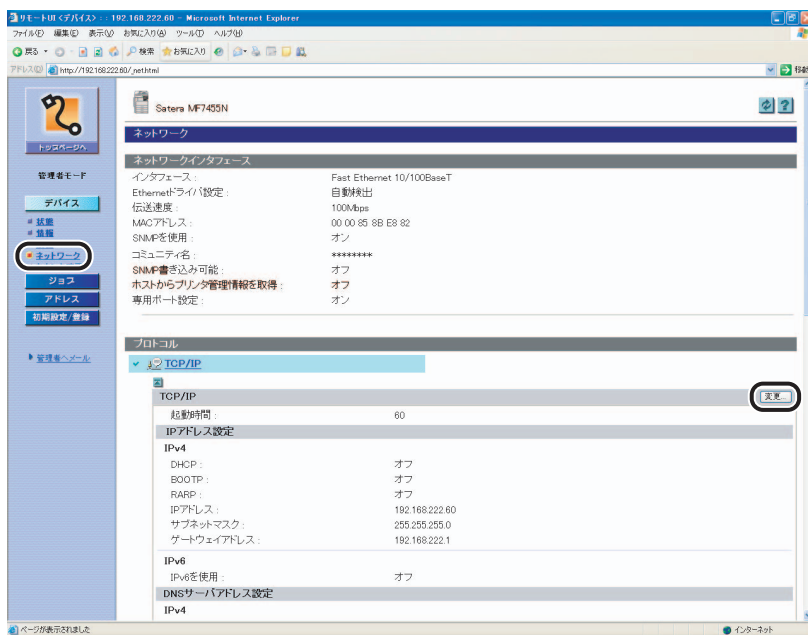 リモートUI <デバイス> : : 192.168.222.60 - Microsoft Internet Explorer
ファイル(F) 編集(E) 表示(V) お気に入り(A) ツール(T) ヘルプ(H)
戻る 検索 お気に入り
アドレス(D) http://192.168.222.60/_net.html 移動
トップページへ
管理者モード
デバイス
状態
情報
ネットワーク
ジョブ
アドレス
初期設定/登録
管理者へメール
Satera MF7455N
ネットワーク
ネットワークインタフェース
インタフェース : Fast Ethernet 10/100BaseT
Ethernetドライバ設定 : 自動検出
伝送速度 : 100Mbps
MACアドレス : 00 00 85 8B E8 82
SNMPを使用 : オン
コミュニティ名 : ********
SNMP書き込み可能 : オフ
ホストからプリンタ管理情報を取得 : オフ
専用ポート設定 : オン
プロトコル
TCP/IP
TCP/IP 変更...
起動時間 : 60
IPアドレス設定
IPv4
DHCP : オフ
BOOTP : オフ
RARP : オフ
IPアドレス : 192.168.222.60
サブネットマスク : 255.255.255.0
ゲートウェイアドレス : 192.168.222.1
IPv6
IPv6を使用 : オフ
DNSサーバアドレス設定
IPv4
ページが表示されました インターネット